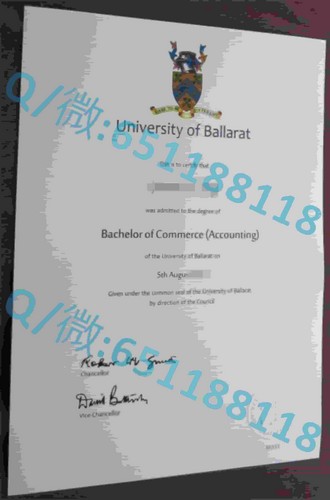 University of Ballarat
This is to certify that
was admitted to the degree of
Bachelor of Commerce (Accounting)
of the University of Ballarat on
5th Augu
Given under the common seal of the University of Ballarat
by direction of the Council
Chancellor
Vice Chancellor
Q/微:651188118
Q/微:651188118